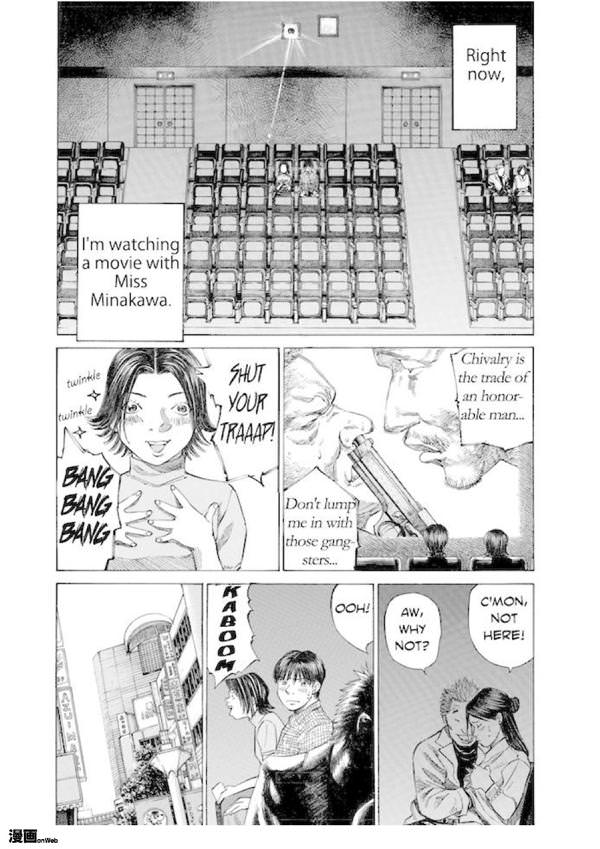 Right
now,
I'm watching
a movie with
Miss
Minakawa.
Chivalry is
the trade of
an honor-
able man...
Don't lump
me in with
those gang-
sters...
SHUT
YOUR
TRAAAP!
twinkle
twinkle
BANG
BANG
BANG
C'MON,
NOT
HERE!
AW,
WHY
NOT?
OOH!
KABOOM
漫画onWeb